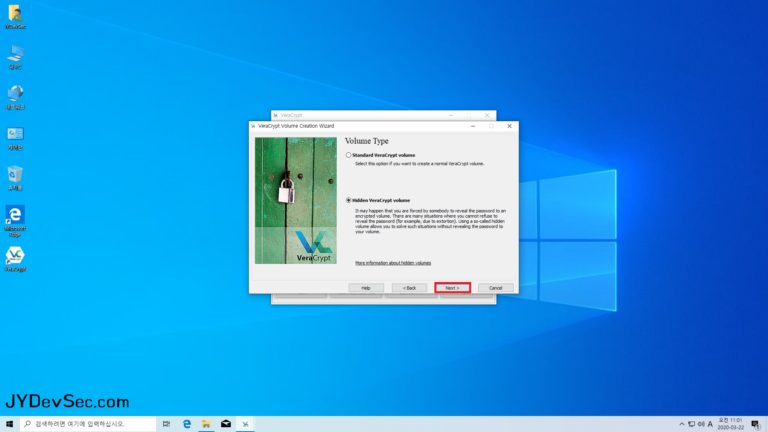 VeraCrypt
VeraCrypt Volume Creation Wizard
Volume Type
Standard VeraCrypt volume
Select this option if you want to create a normal VeraCrypt volume.
Hidden VeraCrypt volume
It may happen that you are forced by somebody to reveal the password to an
encrypted volume. There are many situations where you cannot refuse to
reveal the password (for example, due to extortion). Using a so-called hidden
volume allows you to solve such situations without revealing the password to
your volume.
More information about hidden volumes
VeraCrypt
Help
< Back
Next >
Cancel
Microsoft
Edge
VeraCrypt
JYDevSec.com
검색하려면 여기에 입력하십시오.
A
오전 11:01
2020-03-22